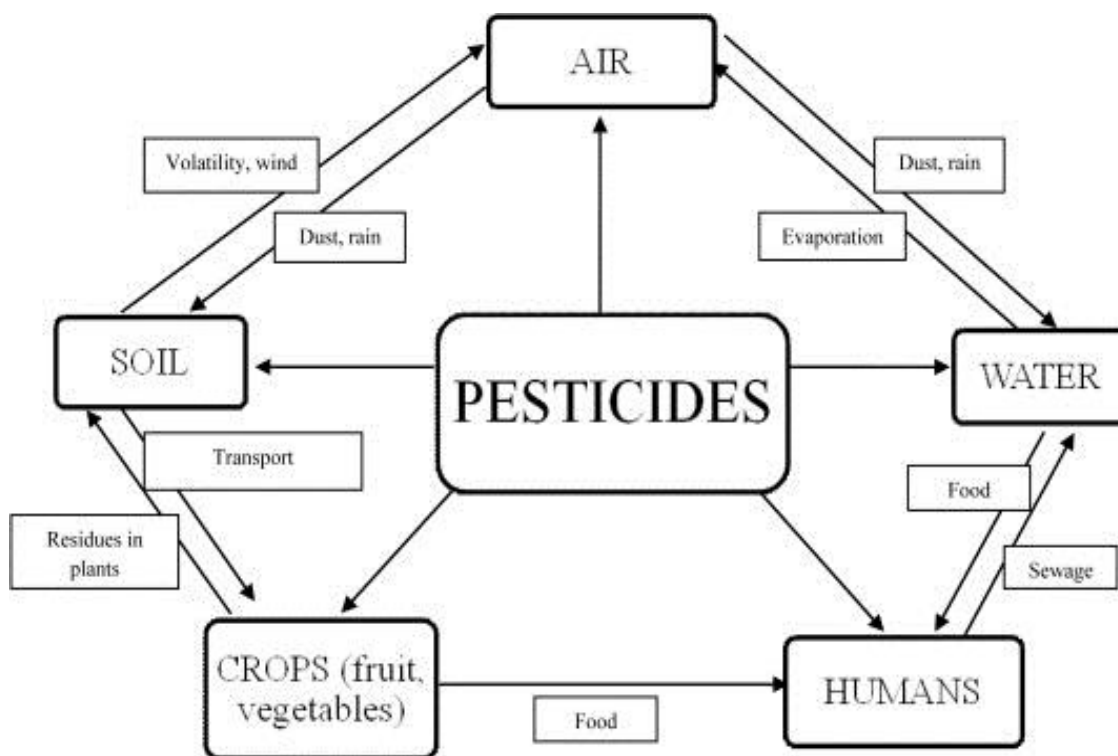 AIR
Volatility, wind
Dust, rain
Dust, rain
Evaporation
SOIL
PESTICIDES
WATER
Transport
Food
Residues in
plants
Sewage
CROPS (fruit,
vegetables)
HUMANS
Food